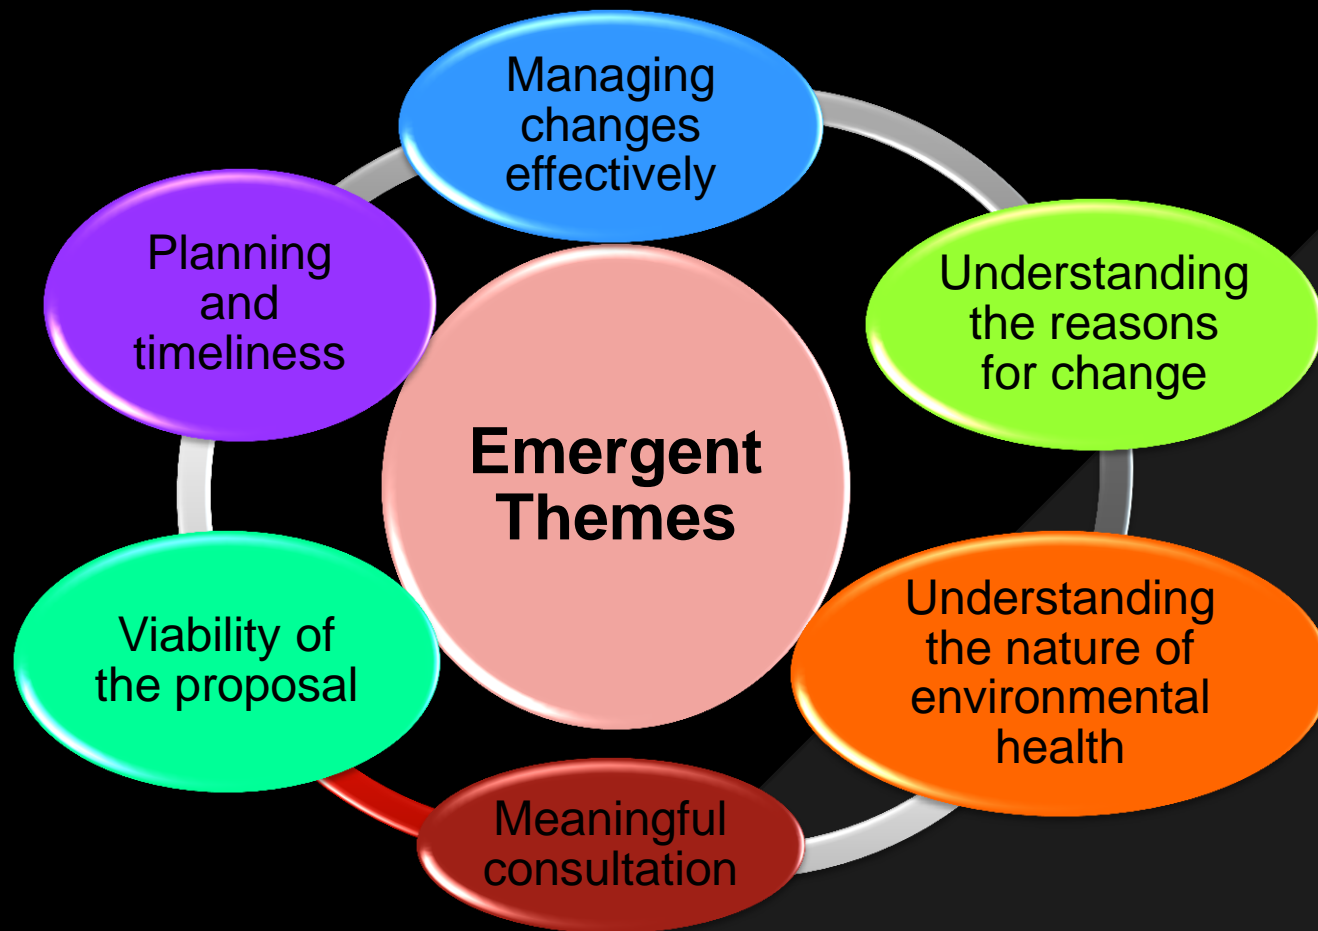 Managing
changes
effectively
Understanding
the reasons
for change
Understanding
the nature of
environmental
health
Meaningful
consultation
Viability of
the proposal
Planning
and
timeliness
Emergent
Themes